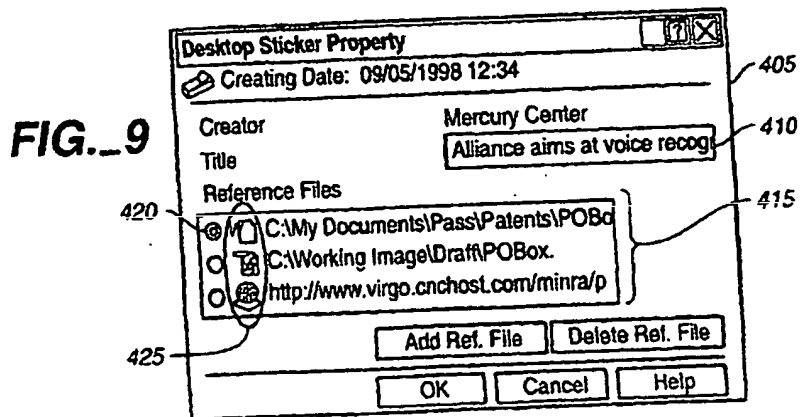 FIG._9
Desktop Sticker Property ?
Creating Date: 09/05/1998 12:34
405
Creator Mercury Center
410
Title Alliance aims at voice recog
Reference Files
415
420
C:\My Documents\Pass\Patents\POBo
C:\Working Image\Draft\POBox.
http://www.virgo.cnchost.com/minra/p
425
Add Ref. File Delete Ref. File
OK Cancel Help